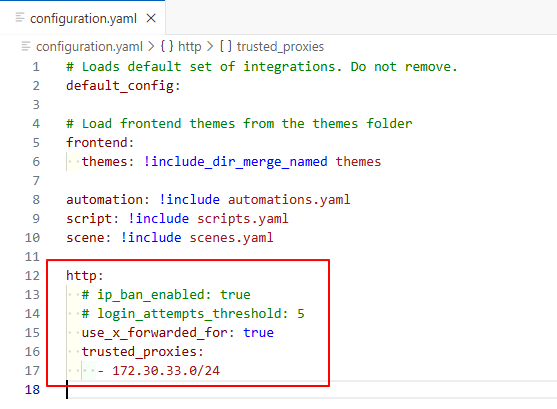 configuration.yaml ×
configuration.yaml > {} http > [ ] trusted_proxies
1 # Loads default set of integrations. Do not remove.
2 default_config:
3
4 # Load frontend themes from the themes folder
5 frontend:
6 themes: !include_dir_merge_named themes
7
8 automation: !include automations.yaml
9 script: !include scripts.yaml
10 scene: !include scenes.yaml
11
12 http:
13 # ip_ban_enabled: true
14 # login_attempts_threshold: 5
15 use_x_forwarded_for: true
16 trusted_proxies:
17 - 172.30.33.0/24
18